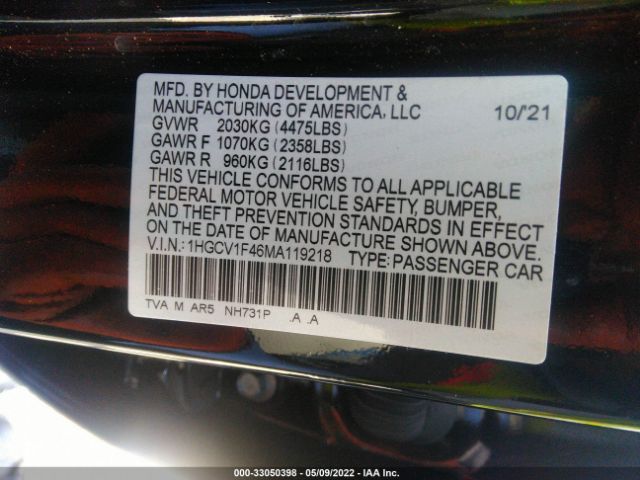 MFD. BY HONDA DEVELOPMENT &
MANUFACTURING OF AMERICA, LLC 10/'21
GVWR 2030KG (4475LBS)
GAWR F 1070KG (2358LBS)
GAWR R 960KG (2116LBS)
THIS VEHICLE CONFORMS TO ALL APPLICABLE
FEDERAL MOTOR VEHICLE SAFETY, BUMPER,
AND THEFT PREVENTION STANDARDS IN EFFECT
ON THE DATE OF MANUFACTURE SHOWN ABOVE.
V.I.N.: 1HGCV1F46MA119218 TYPE: PASSENGER CAR
TVA M AR5 NH731P .A .A
000-33050398 - 05/09/2022 - IAA Inc.